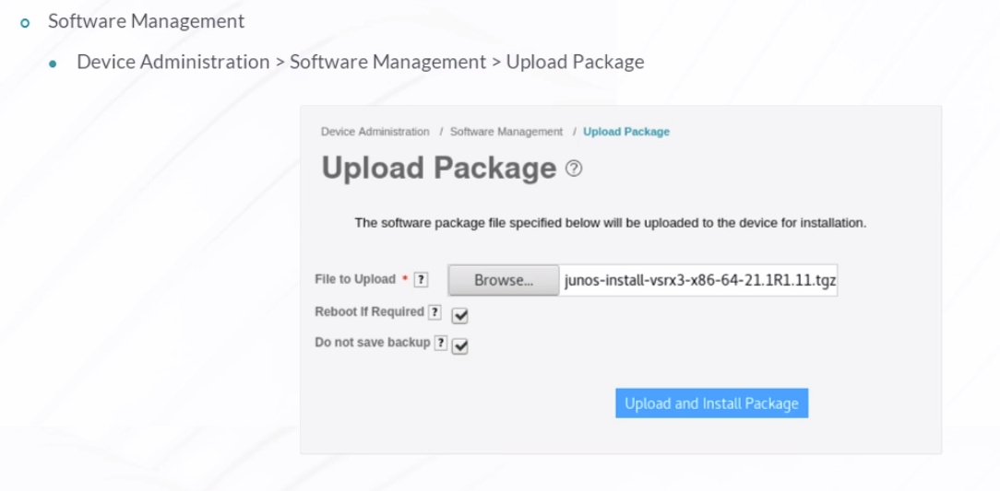 Software Management
Device Administration > Software Management > Upload Package
Device Administration / Software Management / Upload Package
Upload Package ?
The software package file specified below will be uploaded to the device for installation.
File to Upload * ? Browse... junos-install-vsrx3-x86-64-21.1R1.11.tgz
Reboot If Required ?
Do not save backup ?
Upload and Install Package